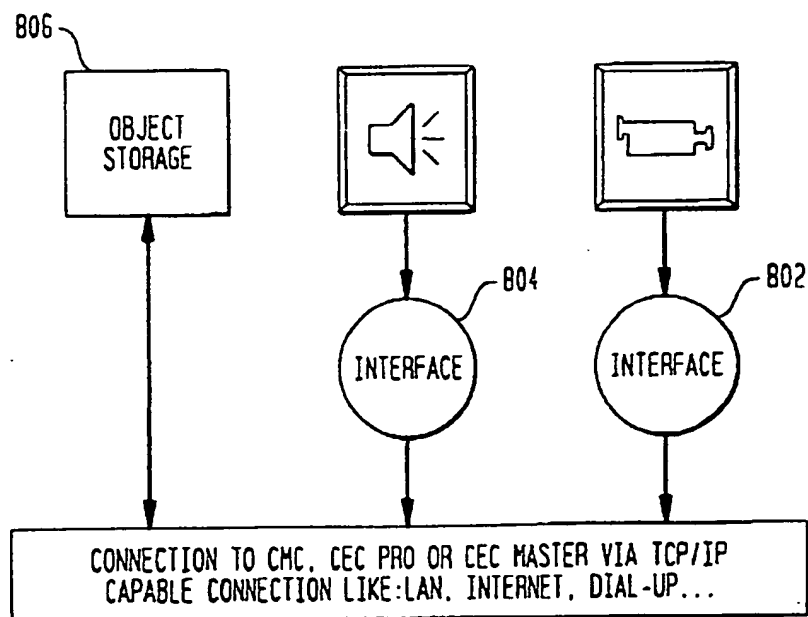 806
OBJECT
STORAGE
804
802
INTERFACE
INTERFACE
CONNECTION TO CMC, CEC PRO OR CEC MASTER VIA TCP/IP
CAPABLE CONNECTION LIKE:LAN, INTERNET, DIAL-UP...